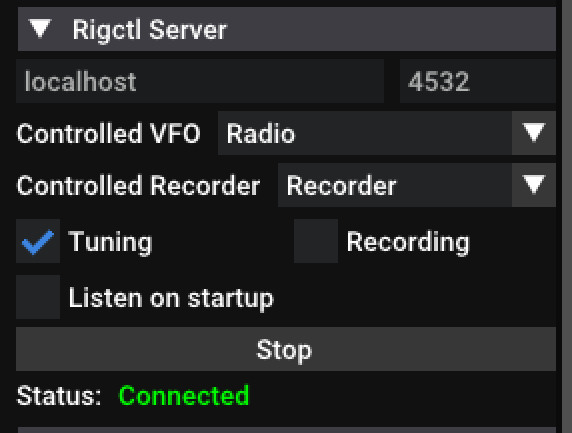 Rigctl Server
localhost 4532
Controlled VFO Radio
Controlled Recorder Recorder
Tuning Recording
Listen on startup
Stop
Status: Connected